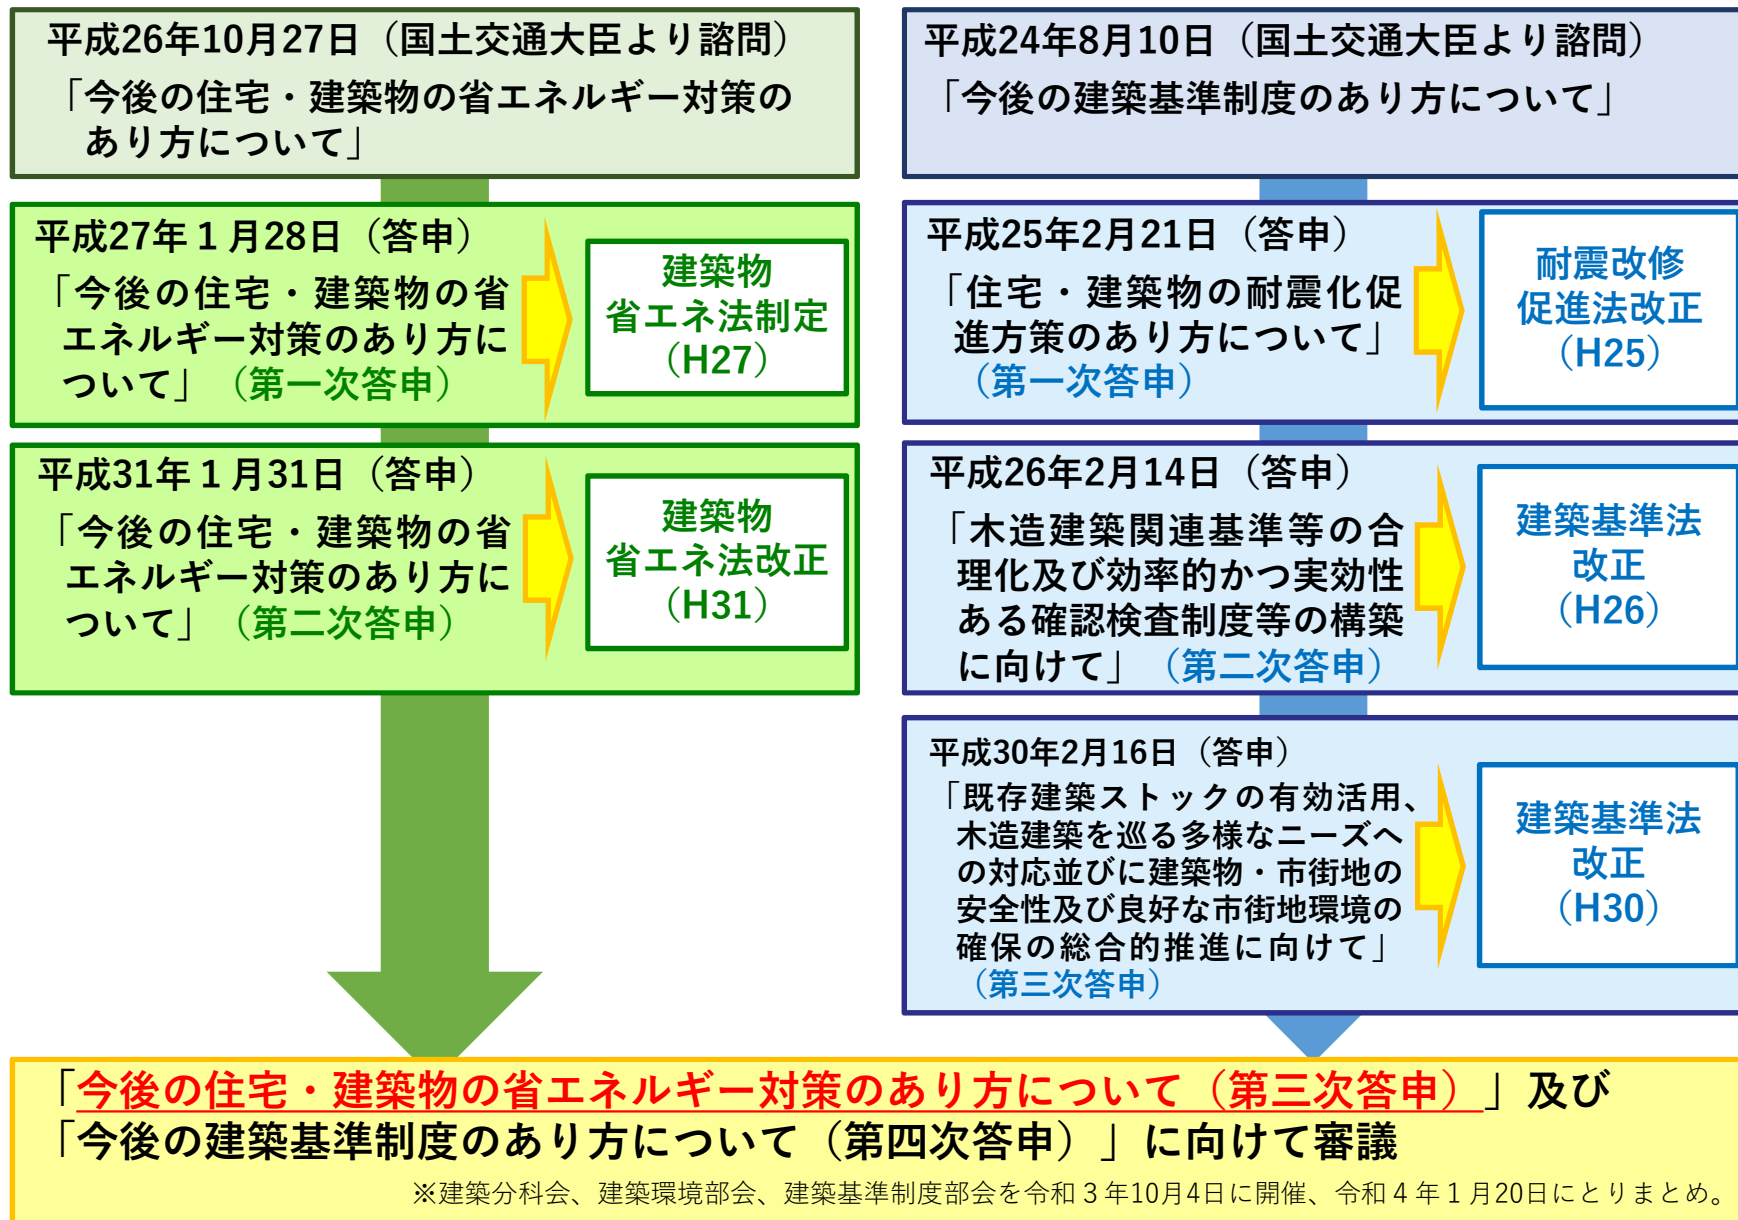 平成26年10月27日（国土交通大臣より諮問）
「今後の住宅・建築物の省エネルギー対策の
あり方について」
平成27年１月28日（答申）
「今後の住宅・建築物の省
エネルギー対策のあり方に
ついて」（第一次答申）
建築物
省エネ法制定
（H27）
平成31年１月31日（答申）
「今後の住宅・建築物の省
エネルギー対策のあり方に
ついて」（第二次答申）
建築物
省エネ法改正
（H31）
平成24年8月10日（国土交通大臣より諮問）
「今後の建築基準制度のあり方について」
平成25年2月21日（答申）
「住宅・建築物の耐震化促
進方策のあり方について」
（第一次答申）
耐震改修
促進法改正
（H25）
平成26年2月14日（答申）
「木造建築関連基準等の合
理化及び効率的かつ実効性
ある確認検査制度等の構築
に向けて」（第二次答申）
建築基準法
改正
（H26）
平成30年2月16日（答申）
「既存建築ストックの有効活用、
木造建築を巡る多様なニーズへ
の対応並びに建築物・市街地の
安全性及び良好な市街地環境の
確保の総合的推進に向けて」
（第三次答申）
建築基準法
改正
（H30）
「今後の住宅・建築物の省エネルギー対策のあり方について（第三次答申）」及び
「今後の建築基準制度のあり方について（第四次答申）」に向けて審議
※建築分科会、建築環境部会、建築基準制度部会を令和３年10月4日に開催、令和４年１月20日にとりまとめ。